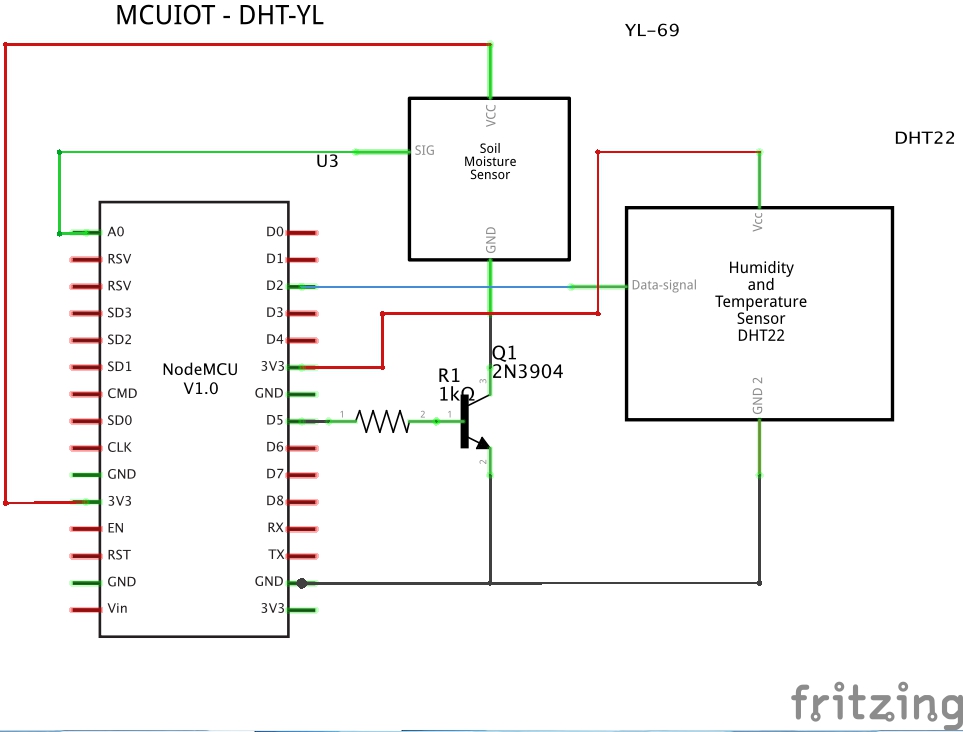 MCUIOT - DHT-YL
YL-69
VCC
DHT22
SIG
Soil
Moisture
Sensor
U3
GND
Vcc
A0
RSV
RSV
SD3
SD2
SD1
CMD
SD0
CLK
GND
3V3
EN
RST
GND
Vin
NodeMCU
V1.0
D0
D1
D2
D3
D4
3V3
GND
D5
D6
D7
D8
RX
TX
GND
3V3
Data-signal
Humidity
and
Temperature
Sensor
DHT22
GND 2
Q1
2N3904
R1
1kΩ
1
2
1
3
2
fritzing